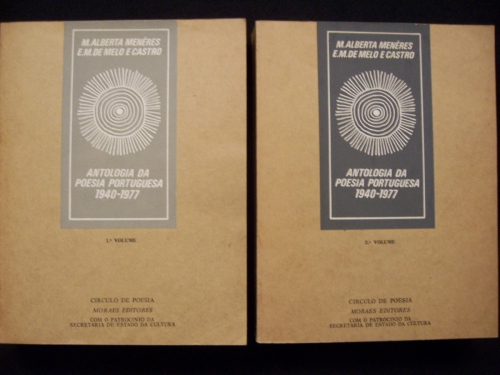 M. ALBERTA MENÉRES
E.M. DE MELO E CASTRO
ANTOLOGIA DA
POESIA PORTUGUESA
1940-1977
1.º VOLUME
CIRCULO DE POESIA
MORAES EDITORES
COM O PATROCINIO DA
SECRETARIA DE ESTADO DA CULTURA
M. ALBERTA MENÉRES
E.M. DE MELO E CASTRO
ANTOLOGIA DA
POESIA PORTUGUESA
1940-1977
2.º VOLUME
CIRCULO DE POESIA
MORAES EDITORES
COM O PATROCINIO DA
SECRETARIA DE ESTADO DA CULTURA